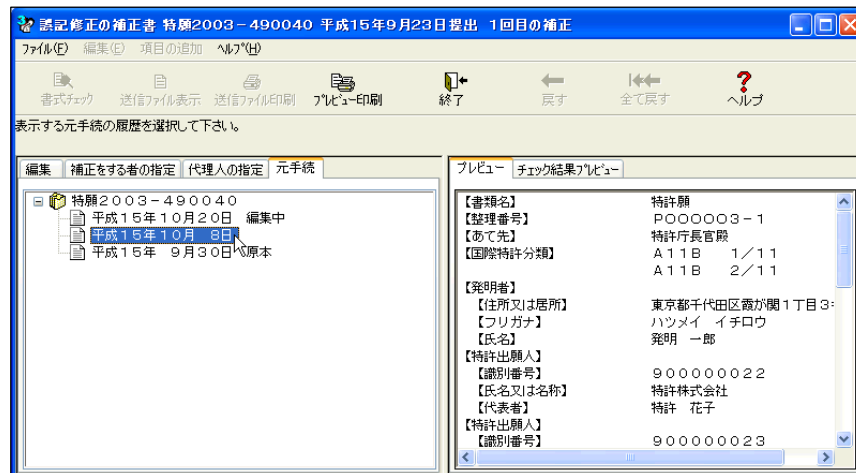 誤記修正の補正書 特願2003－490040 平成15年9月23日提出 1回目の補正
ﾌｧｲﾙ(F) 編集(E) 項目の追加 ﾍﾙﾌﾟ(H)
書式ﾁｪｯｸ 送信ﾌｧｲﾙ表示 送信ﾌｧｲﾙ印刷 ﾌﾟﾚﾋﾞｭｰ印刷 終了 戻す 全て戻す ヘルプ
表示する元手続の履歴を選択して下さい。
編集 補正をする者の指定 代理人の指定 元手続
特願２００３－４９００４０
平成１５年１０月２０日 編集中
平成１５年１０月　８日
平成１５年　９月３０日 原本
プレビュー チェック結果ﾌﾟﾚﾋﾞｭｰ
【書類名】 特許願
【整理番号】 Ｐ０００００３－１
【あて先】 特許庁長官殿
【国際特許分類】 Ａ１１Ｂ　１／１１
Ａ１１Ｂ　２／１１
【発明者】
【住所又は居所】 東京都千代田区霞が関１丁目３
【フリガナ】 ハツメイ　イチロウ
【氏名】 発明　一郎
【特許出願人】
【識別番号】 ９０００００００２２
【氏名又は名称】 特許株式会社
【代表者】 特許　花子
【特許出願人】
【識別番号】 ９０００００００２３